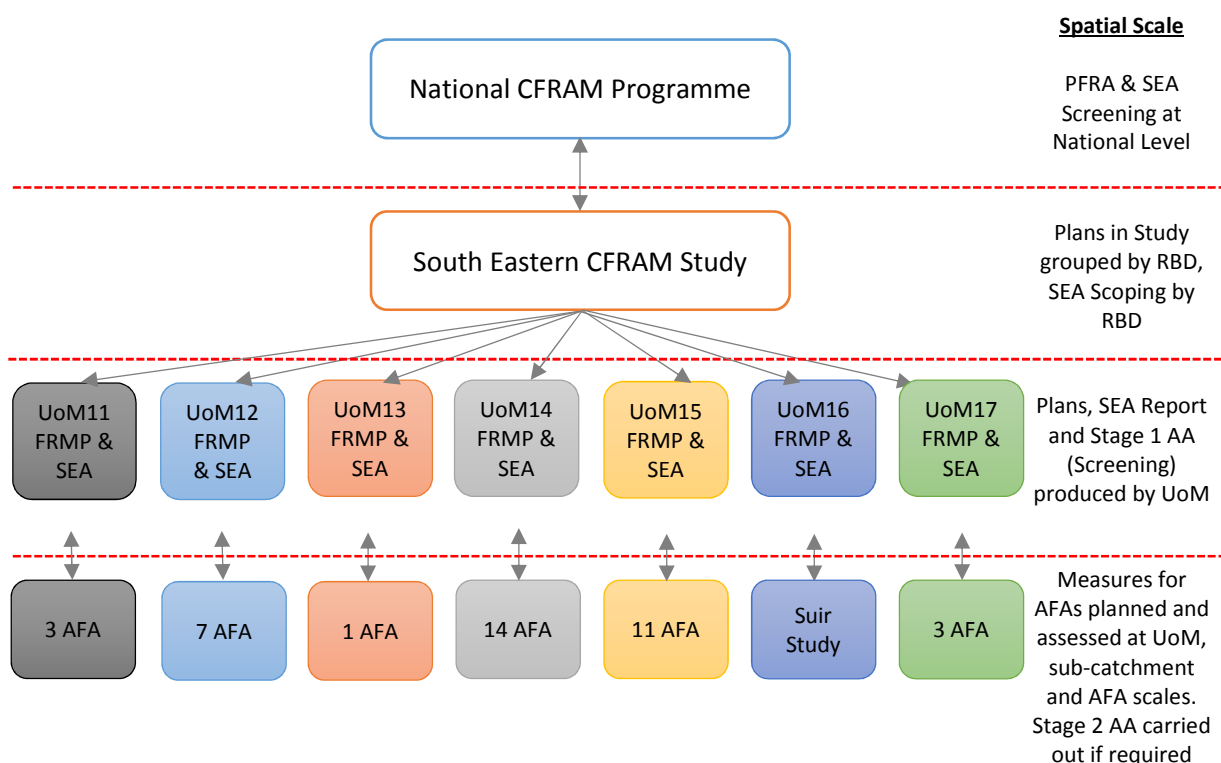 Spatial Scale
National CFRAM Programme
PFRA & SEA
Screening at
National Level
South Eastern CFRAM Study
Plans in Study
grouped by RBD,
SEA Scoping by
RBD
UoM11
FRMP &
SEA
UoM12
FRMP
& SEA
UoM13
FRMP &
SEA
UoM14
FRMP &
SEA
UoM15
FRMP &
SEA
UoM16
FRMP &
SEA
UoM17
FRMP &
SEA
Plans, SEA Report
and Stage 1 AA
(Screening)
produced by UoM
3 AFA
7 AFA
1 AFA
14 AFA
11 AFA
Suir
Study
3 AFA
Measures for
AFAs planned and
assessed at UoM,
sub-catchment
and AFA scales.
Stage 2 AA carried
out if required